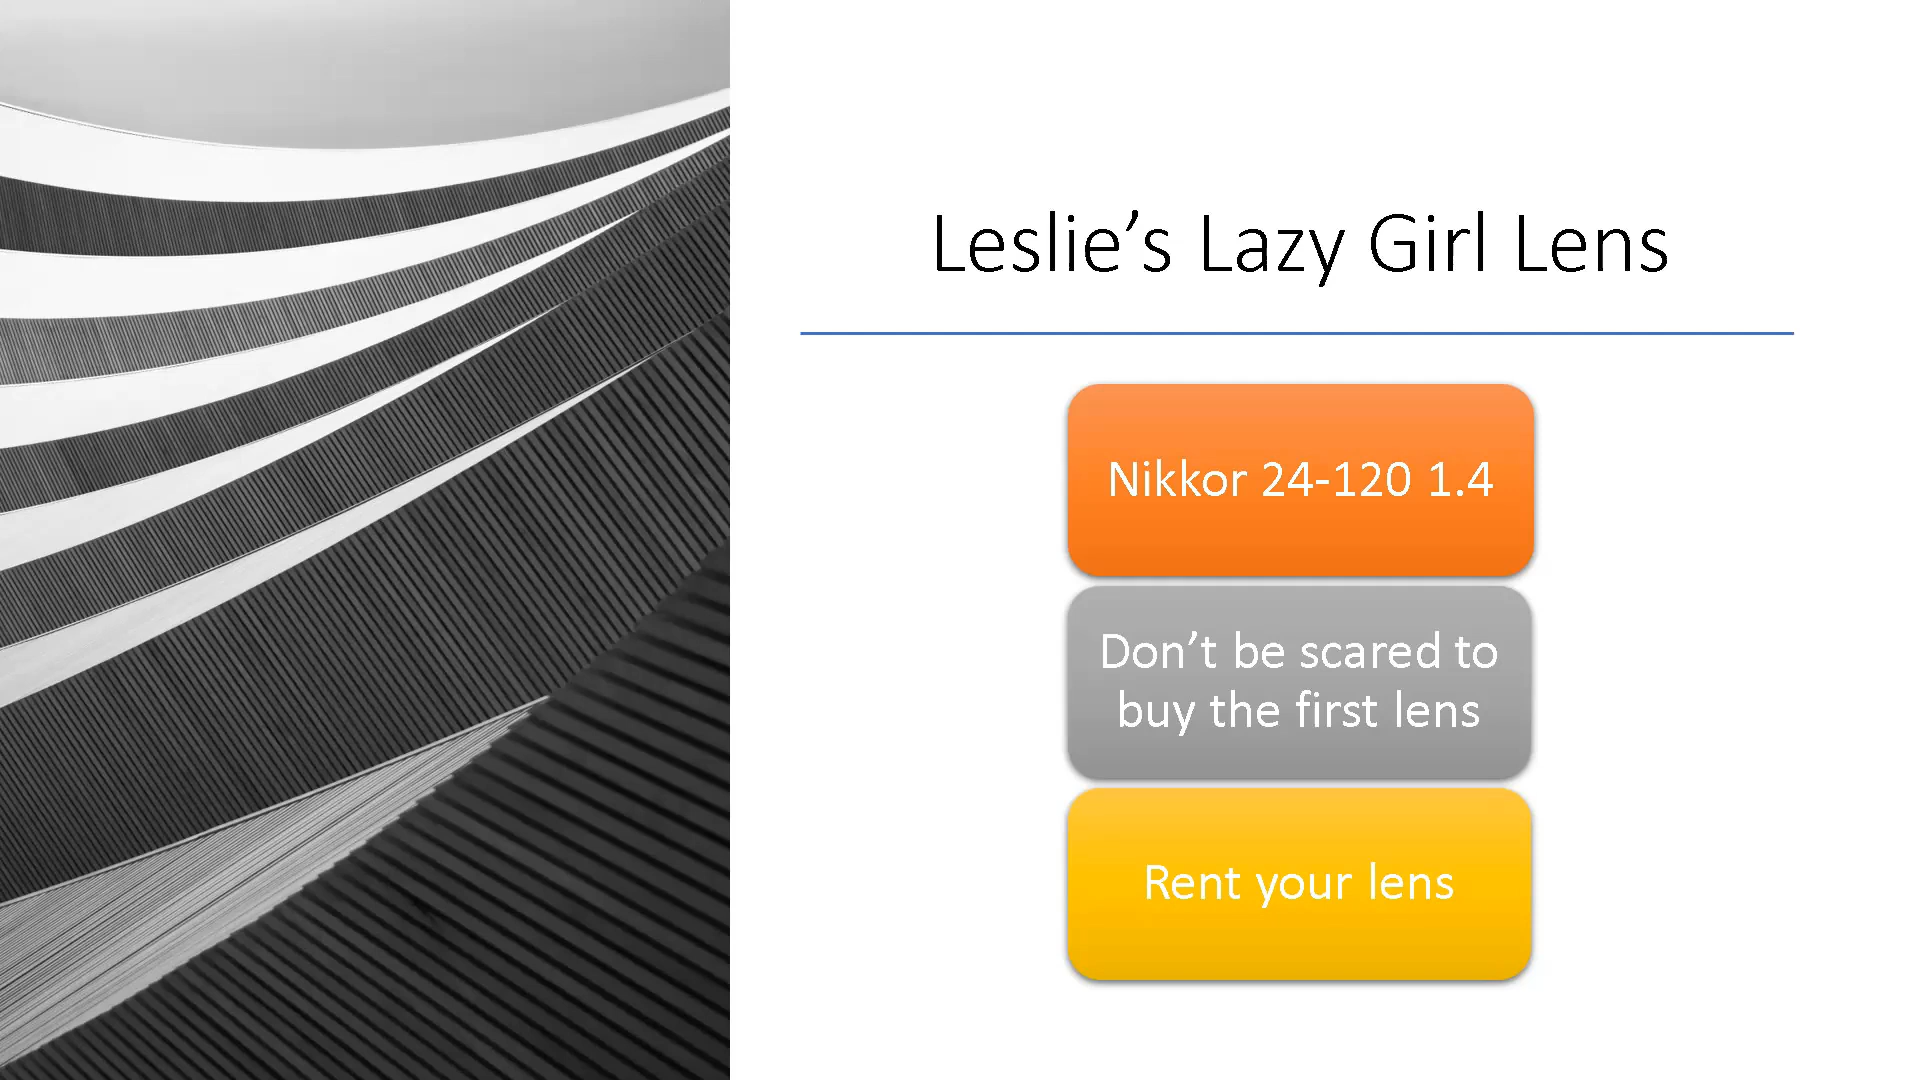 Leslie’s Lazy Girl Lens
Nikkor 24-120 1.4
Don’t be scared to
buy the first lens
Rent your lens